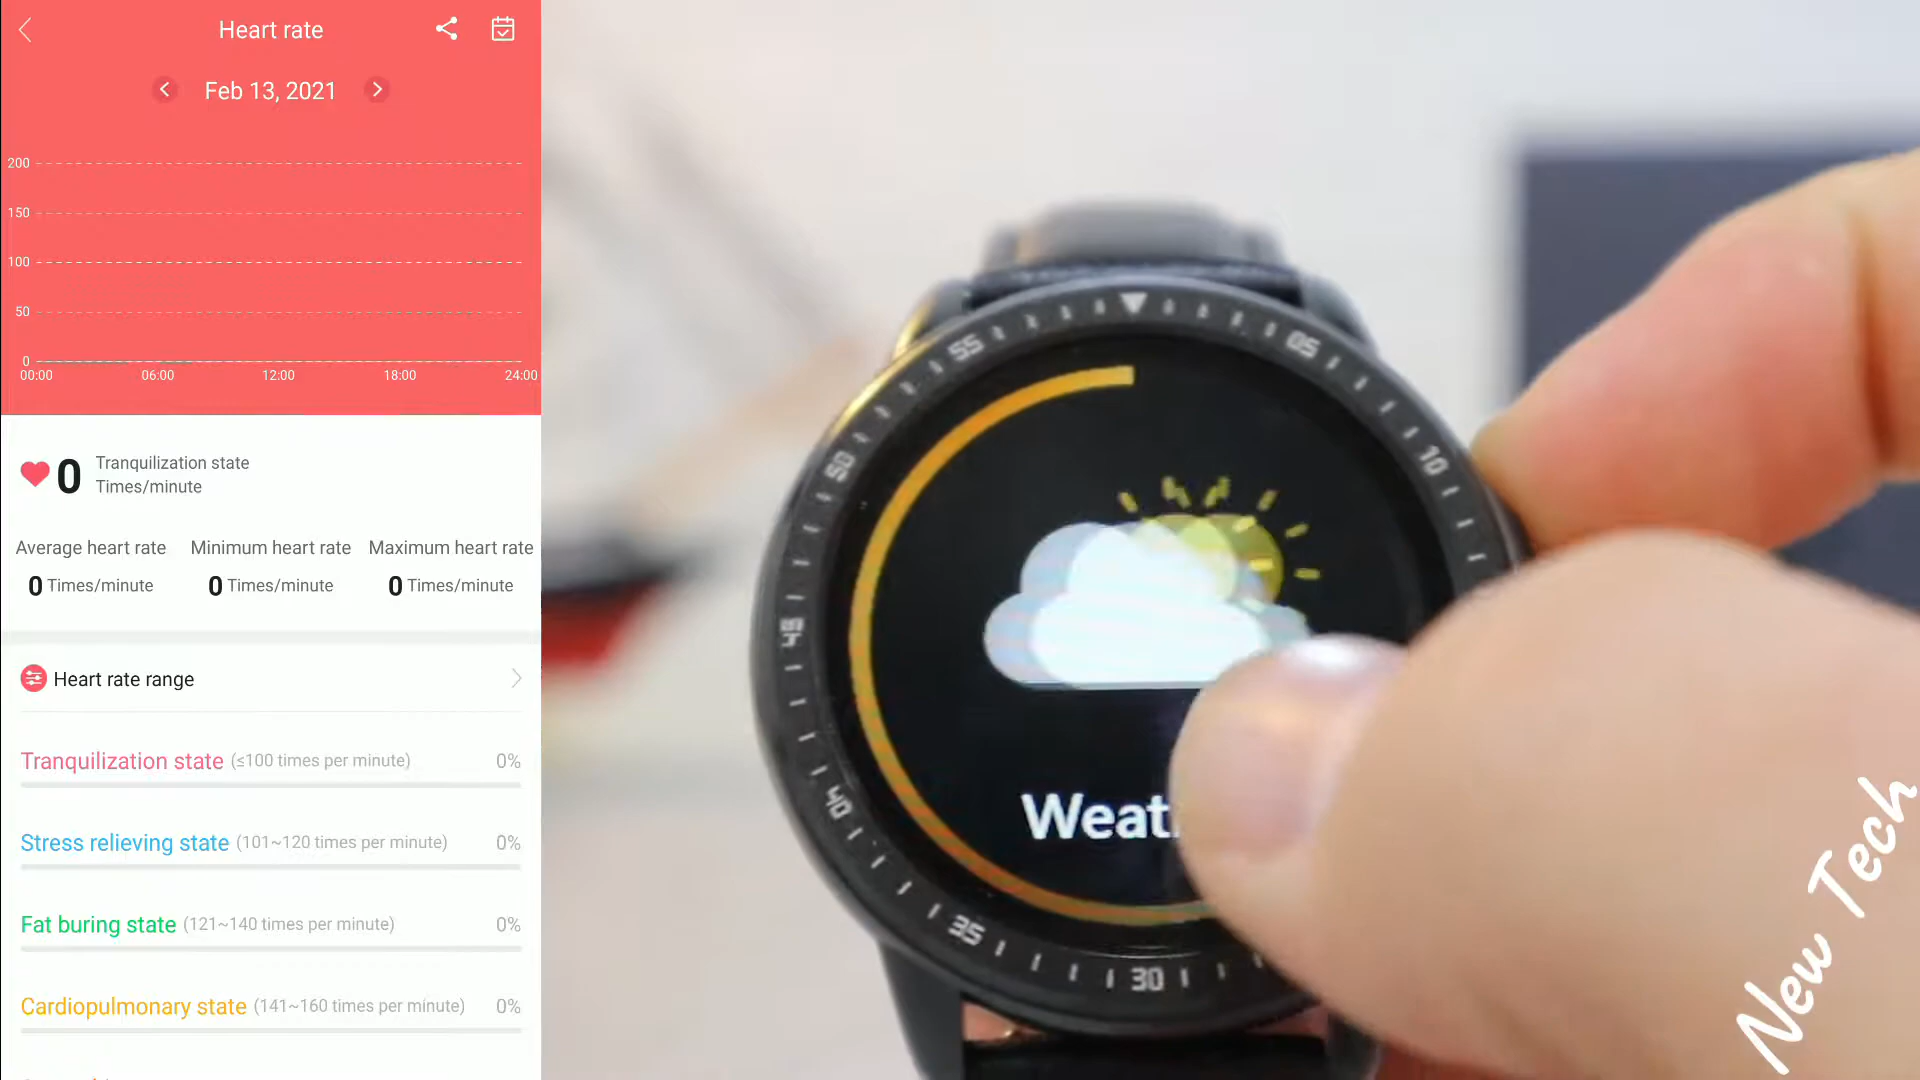 Heart rate
Feb 13, 2021
200
150
100
50
0
00:00 06:00 12:00 18:00 24:00
0 Tranquilization state
Times/minute
Average heart rate Minimum heart rate Maximum heart rate
0 Times/minute 0 Times/minute 0 Times/minute
Heart rate range
Tranquilization state (≤100 times per minute) 0%
Stress relieving state (101~120 times per minute) 0%
Fat buring state (121~140 times per minute) 0%
Cardiopulmonary state (141~160 times per minute) 0%
55
05
50
10
45
40
35
30
New Tech